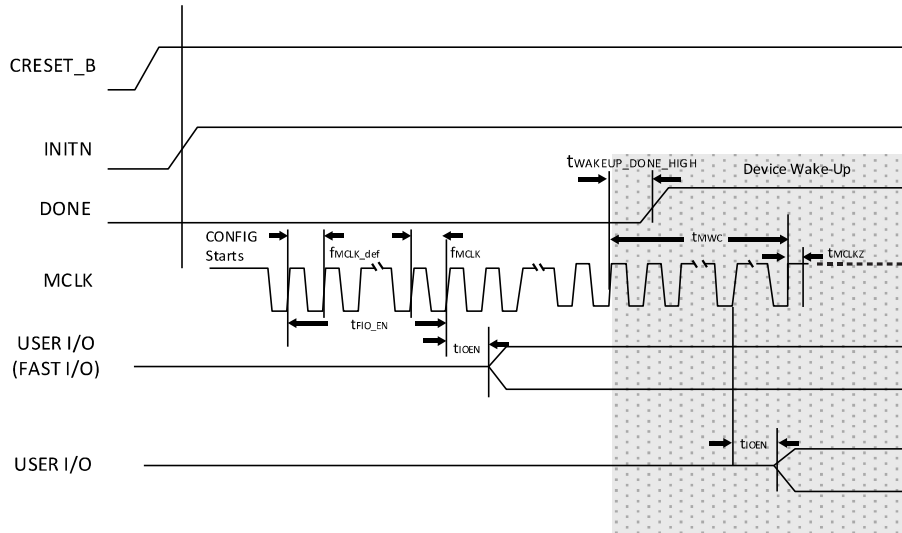 CRESET_B
INITN
tWAKEUP_DONE_HIGH
Device Wake-Up
DONE
CONFIG
Starts
fMCLK_def
fMCLK
tMWC
tMCLKZ
MCLK
tFIO_EN
USER I/O
(FAST I/O)
tIOEN
USER I/O
tIOEN